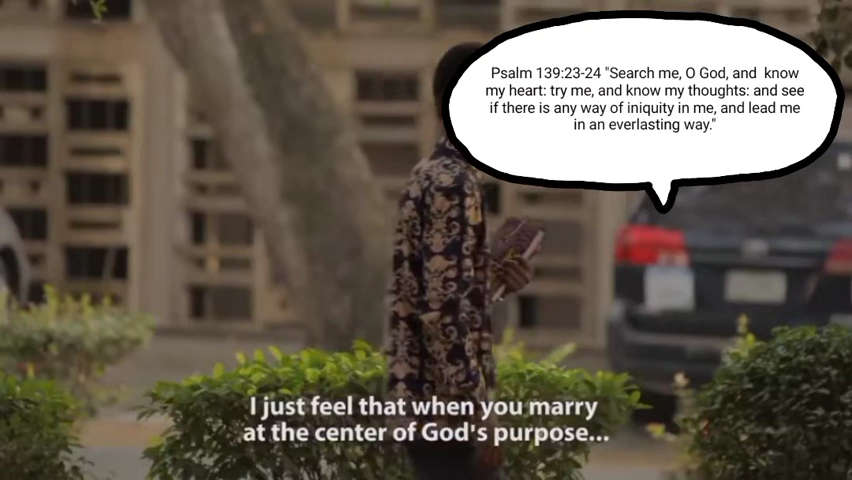 Psalm 139:23-24 "Search me, O God, and know
my heart: try me, and know my thoughts: and see
if there is any way of iniquity in me, and lead me
in an everlasting way."
I just feel that when you marry
at the center of God's purpose...